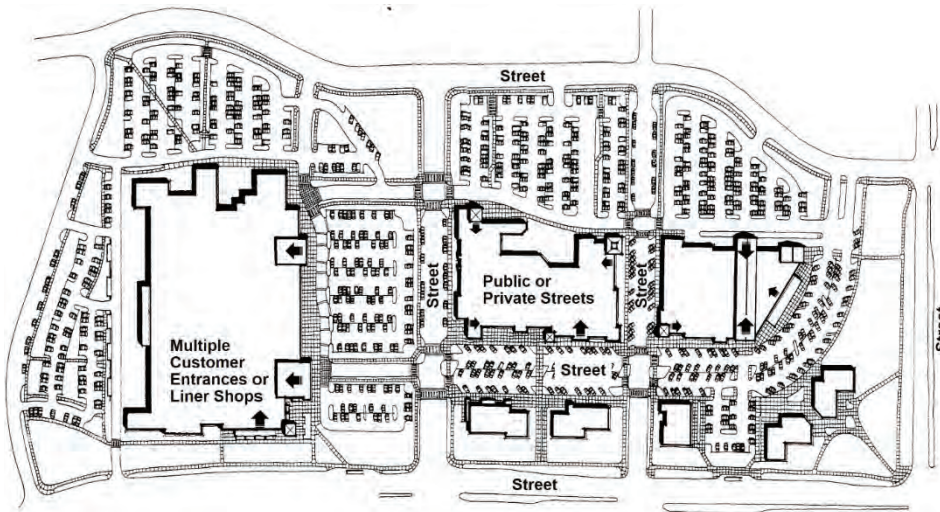 Street
Street
Public or
Private Streets
Street
Multiple
Customer
Entrances or
Liner Shops
Street
Street
Street